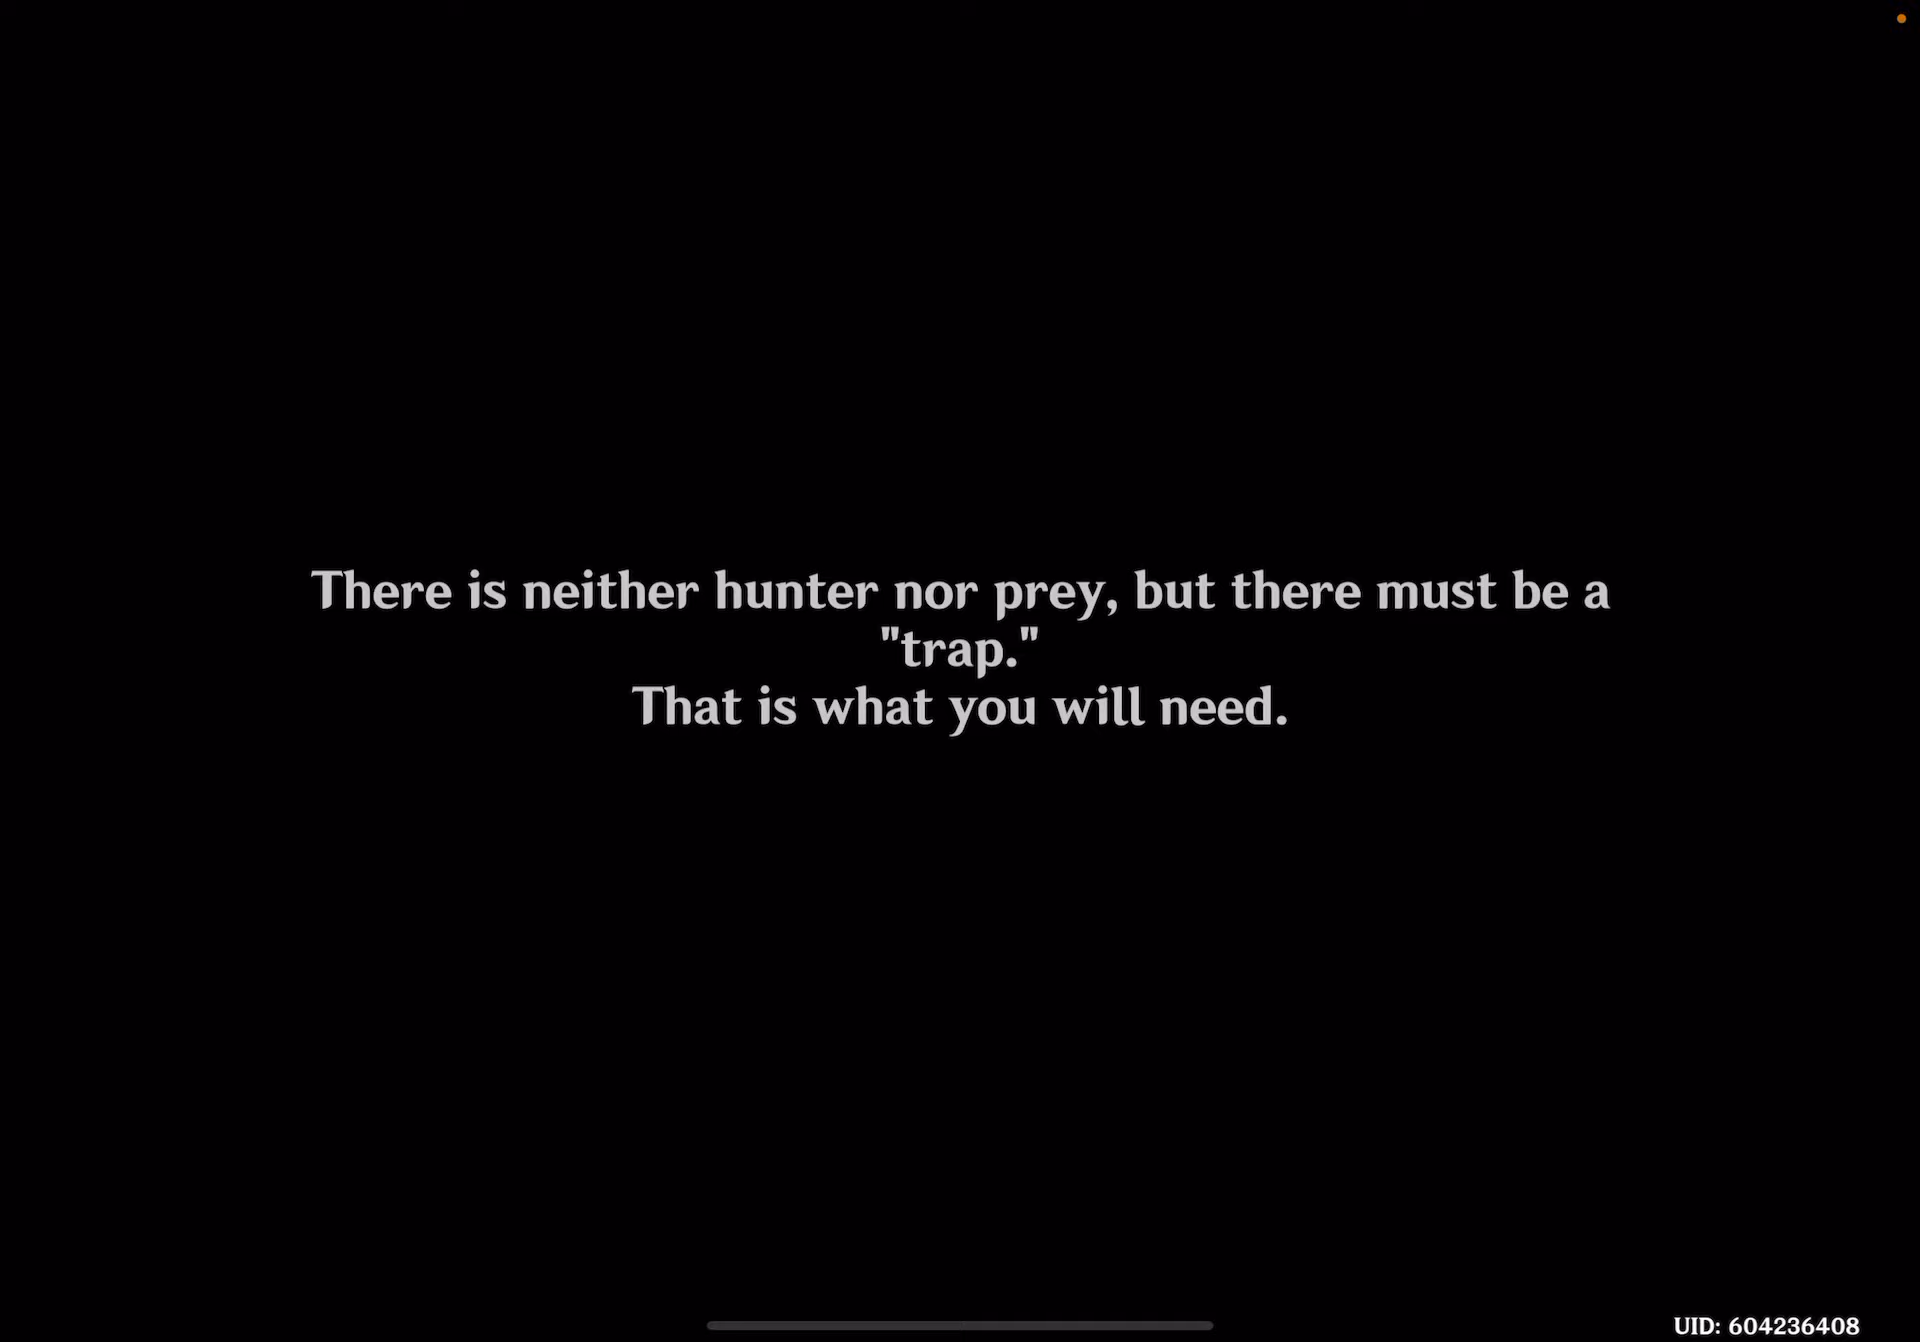 There is neither hunter nor prey, but there must be a
"trap."
That is what you will need.
UID: 604236408